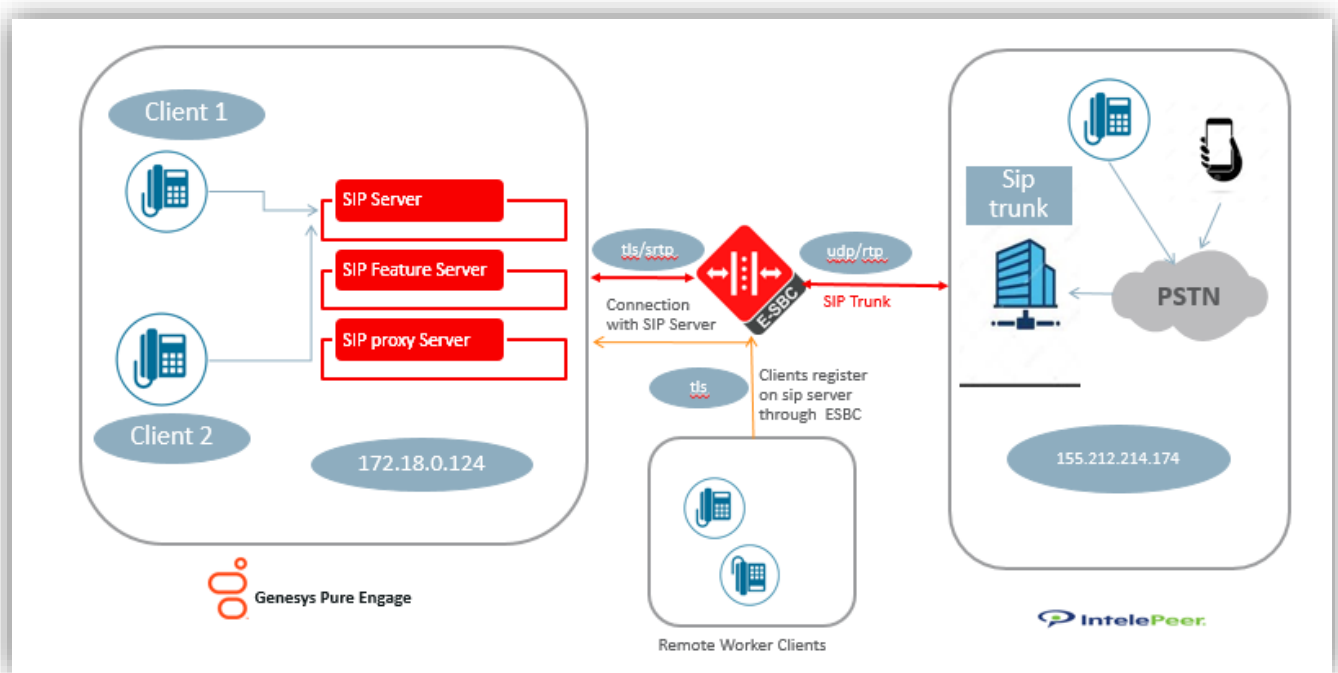 Client 1
SIP Server
SIP Feature Server
SIP proxy Server
Client 2
172.18.0.124
Genesys Pure Engage
tls/srtp
Connection
with SIP Server
E-SBC
udp/rtp
SIP Trunk
tls
Clients register
on sip server
through ESBC
Remote Worker Clients
Sip
trunk
PSTN
155.212.214.174
IntelePeer.